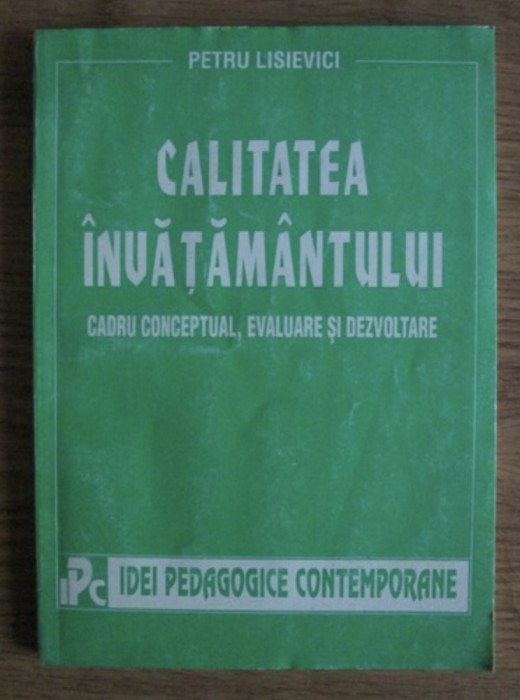 PETRU LISIEVICI
CALITATEA
ÎNVĂȚĂMÂNTULUI
CADRU CONCEPTUAL, EVALUARE ȘI DEZVOLTARE
iPC IDEI PEDAGOGICE CONTEMPORANE